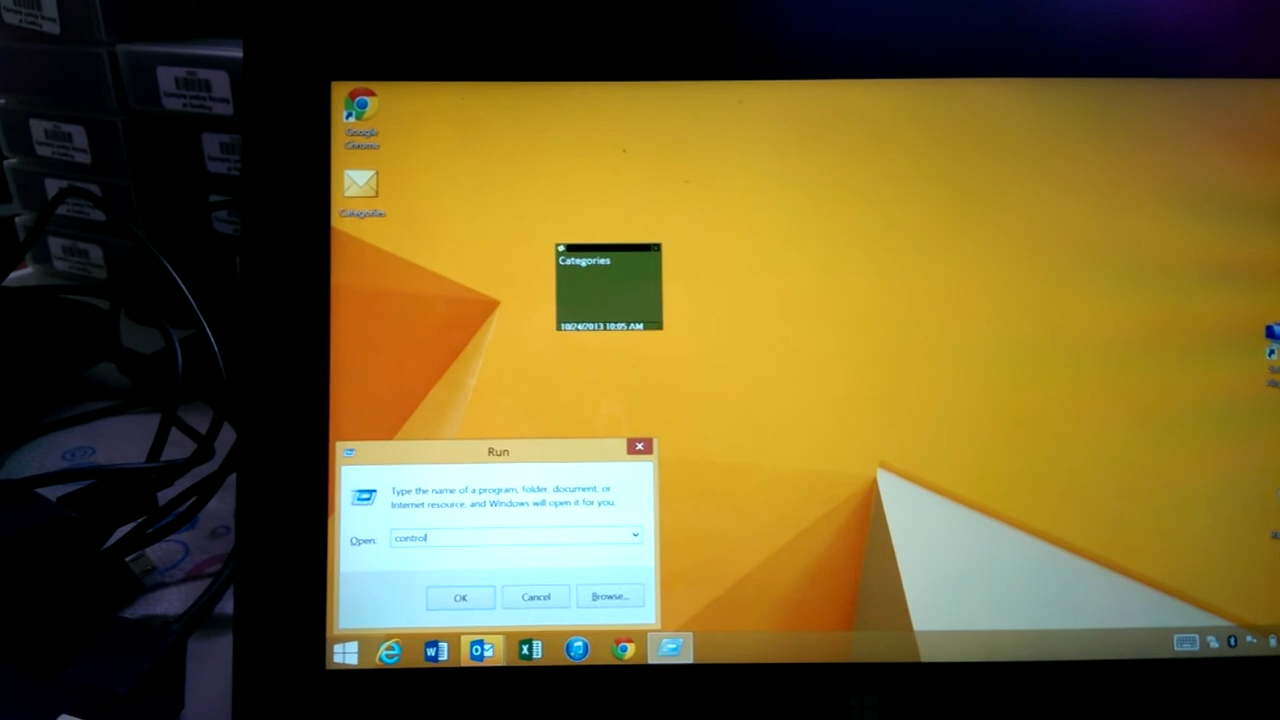 Google
Chrome
Categories
Categories
10/24/2013 10:05 AM
Run
Type the name of a program, folder, document, or
Internet resource, and Windows will open it for you.
Open:
control
OK
Cancel
Browse...